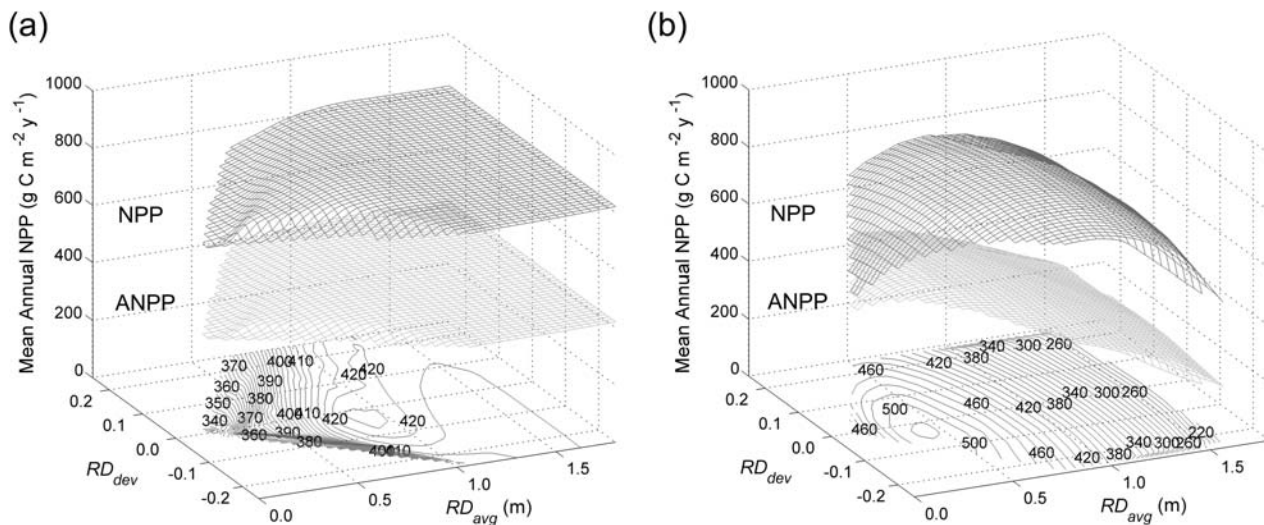 (a)
Mean Annual NPP (g C m⁻² y⁻¹)
1000
800
600
400
200
0
NPP
ANPP
0.2
0.1
0.0
-0.1
-0.2
RD_dev
0.0
0.5
1.0
1.5
RD_avg (m)
370 400 410 420 420
360 390
350 380
340 370 400 410 420 420
360 390 380
400 410
(b)
Mean Annual NPP (g C m⁻² y⁻¹)
1000
800
600
400
200
0
NPP
ANPP
0.2
0.1
0.0
-0.1
-0.2
RD_dev
0.0
0.5
1.0
1.5
RD_avg (m)
460 420 380 340 300 260
500 460 420 380 340 300 260
460 500 460 420 380 340 300 260 220